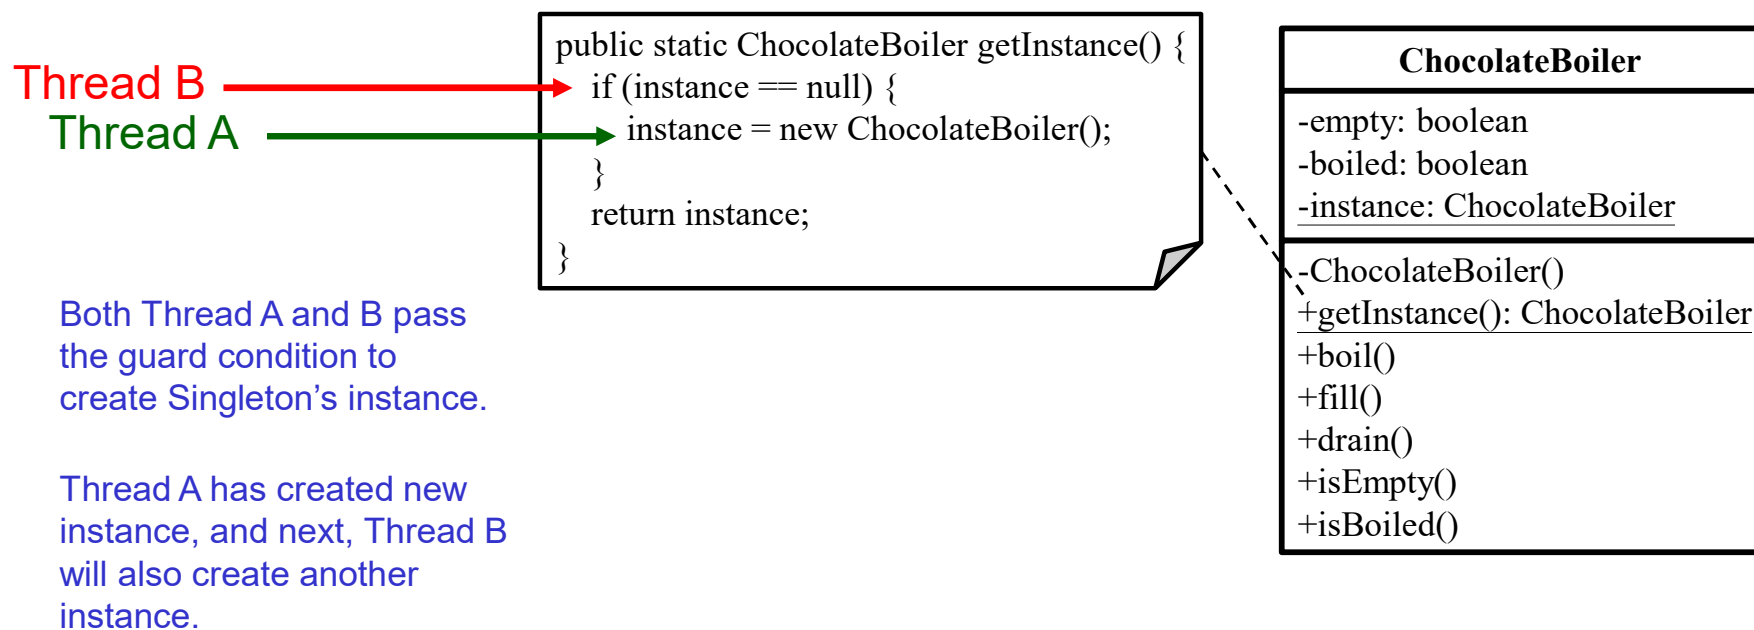 Thread B
Thread A
public static ChocolateBoiler getInstance() {
if (instance == null) {
instance = new ChocolateBoiler();
}
return instance;
}
Both Thread A and B pass
the guard condition to
create Singleton’s instance.
Thread A has created new
instance, and next, Thread B
will also create another
instance.
ChocolateBoiler
-empty: boolean
-boiled: boolean
-instance: ChocolateBoiler
-ChocolateBoiler()
+getInstance(): ChocolateBoiler
+boil()
+fill()
+drain()
+isEmpty()
+isBoiled()